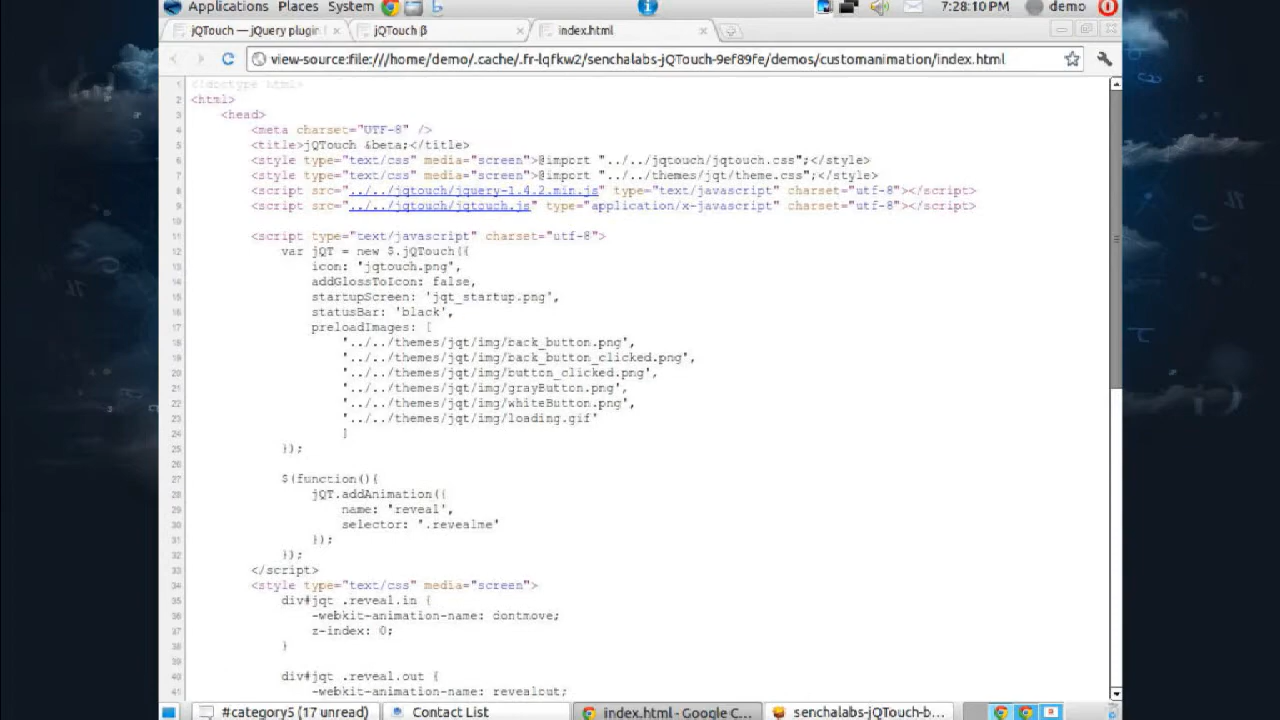 Applications Places System 7:28:10 PM demo
jQTouch — jQuery plugin jQTouch β index.html
view-source:file:///home/demo/.cache/.fr-lqfkw2/senchalabs-jQTouch-9ef89fe/demos/customanimation/index.html
1 <!doctype html>
2 <html>
3 <head>
4 <meta charset="UTF-8" />
5 <title>jQTouch &beta;</title>
6 <style type="text/css" media="screen">@import "../../jqtouch/jqtouch.css";</style>
7 <style type="text/css" media="screen">@import "../../themes/jqt/theme.css";</style>
8 <script src="../../jqtouch/jquery-1.4.2.min.js" type="text/javascript" charset="utf-8"></script>
9 <script src="../../jqtouch/jqtouch.js" type="application/x-javascript" charset="utf-8"></script>
10
11 <script type="text/javascript" charset="utf-8">
12 var jQT = new $.jQTouch({
13 icon: 'jqtouch.png',
14 addGlossToIcon: false,
15 startupScreen: 'jqt_startup.png',
16 statusBar: 'black',
17 preloadImages: [
18 '../../themes/jqt/img/back_button.png',
19 '../../themes/jqt/img/back_button_clicked.png',
20 '../../themes/jqt/img/button_clicked.png',
21 '../../themes/jqt/img/grayButton.png',
22 '../../themes/jqt/img/whiteButton.png',
23 '../../themes/jqt/img/loading.gif'
24 ]
25 });
26
27 $(function(){
28 jQT.addAnimation({
29 name: 'reveal',
30 selector: '.revealme'
31 });
32 });
33 </script>
34 <style type="text/css" media="screen">
35 div#jqt .reveal.in {
36 -webkit-animation-name: dontmove;
37 z-index: 0;
38 }
39
40 div#jqt .reveal.out {
41 -webkit-animation-name: revealout;
#category5 (17 unread) Contact List index.html - Google C... senchalabs-jQTouch-b...